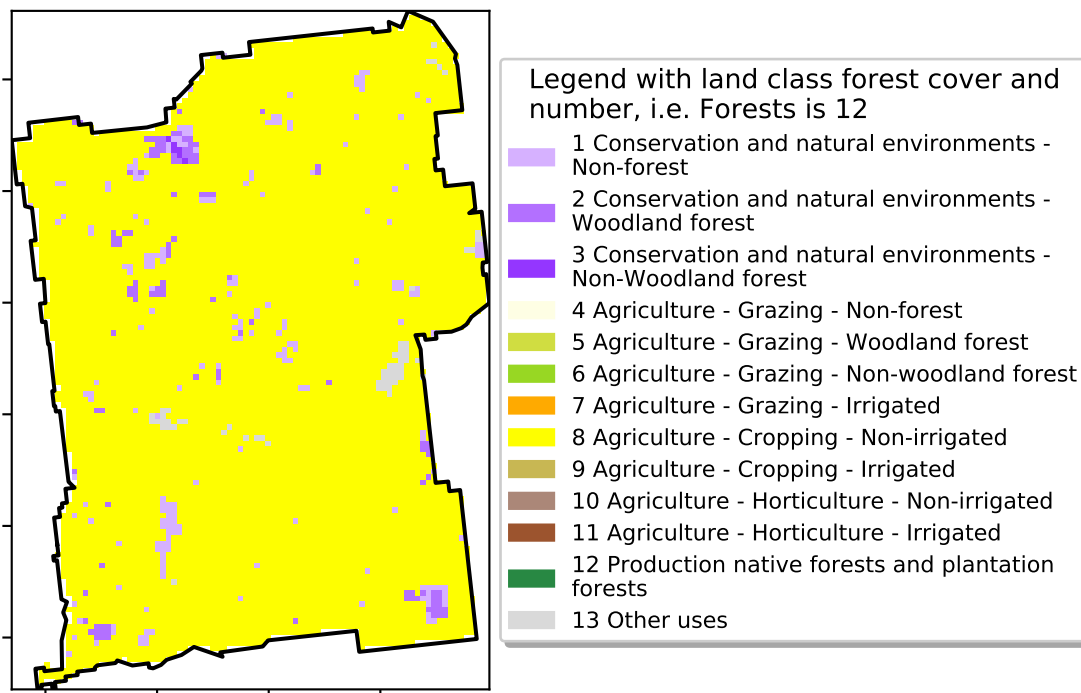 Legend with land class forest cover and
number, i.e. Forests is 12
1 Conservation and natural environments -
Non-forest
2 Conservation and natural environments -
Woodland forest
3 Conservation and natural environments -
Non-Woodland forest
4 Agriculture - Grazing - Non-forest
5 Agriculture - Grazing - Woodland forest
6 Agriculture - Grazing - Non-woodland forest
7 Agriculture - Grazing - Irrigated
8 Agriculture - Cropping - Non-irrigated
9 Agriculture - Cropping - Irrigated
10 Agriculture - Horticulture - Non-irrigated
11 Agriculture - Horticulture - Irrigated
12 Production native forests and plantation
forests
13 Other uses